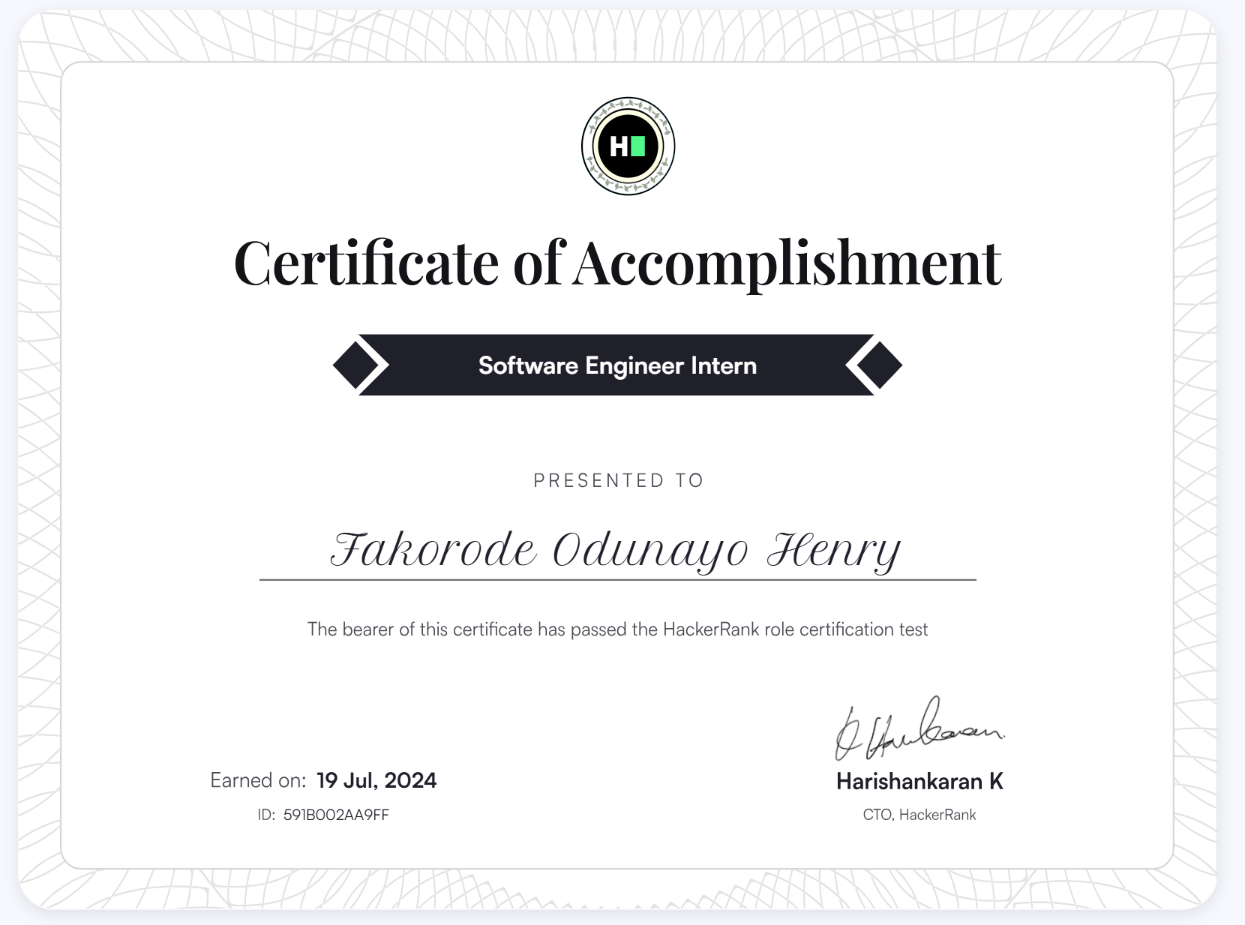 H
Certificate of Accomplishment
Software Engineer Intern
PRESENTED TO
Fakorode Odunayo Henry
The bearer of this certificate has passed the HackerRank role certification test
K Harikaran
Earned on: 19 Jul, 2024
Harishankaran K
ID: 591B002AA9FF
CTO, HackerRank